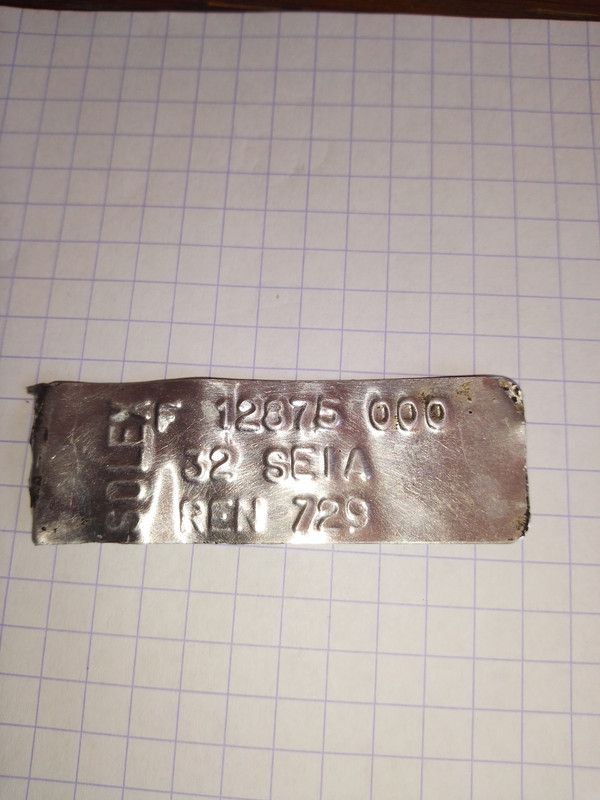 SOLEX
F 12875 000
32 SEIA
REN 729